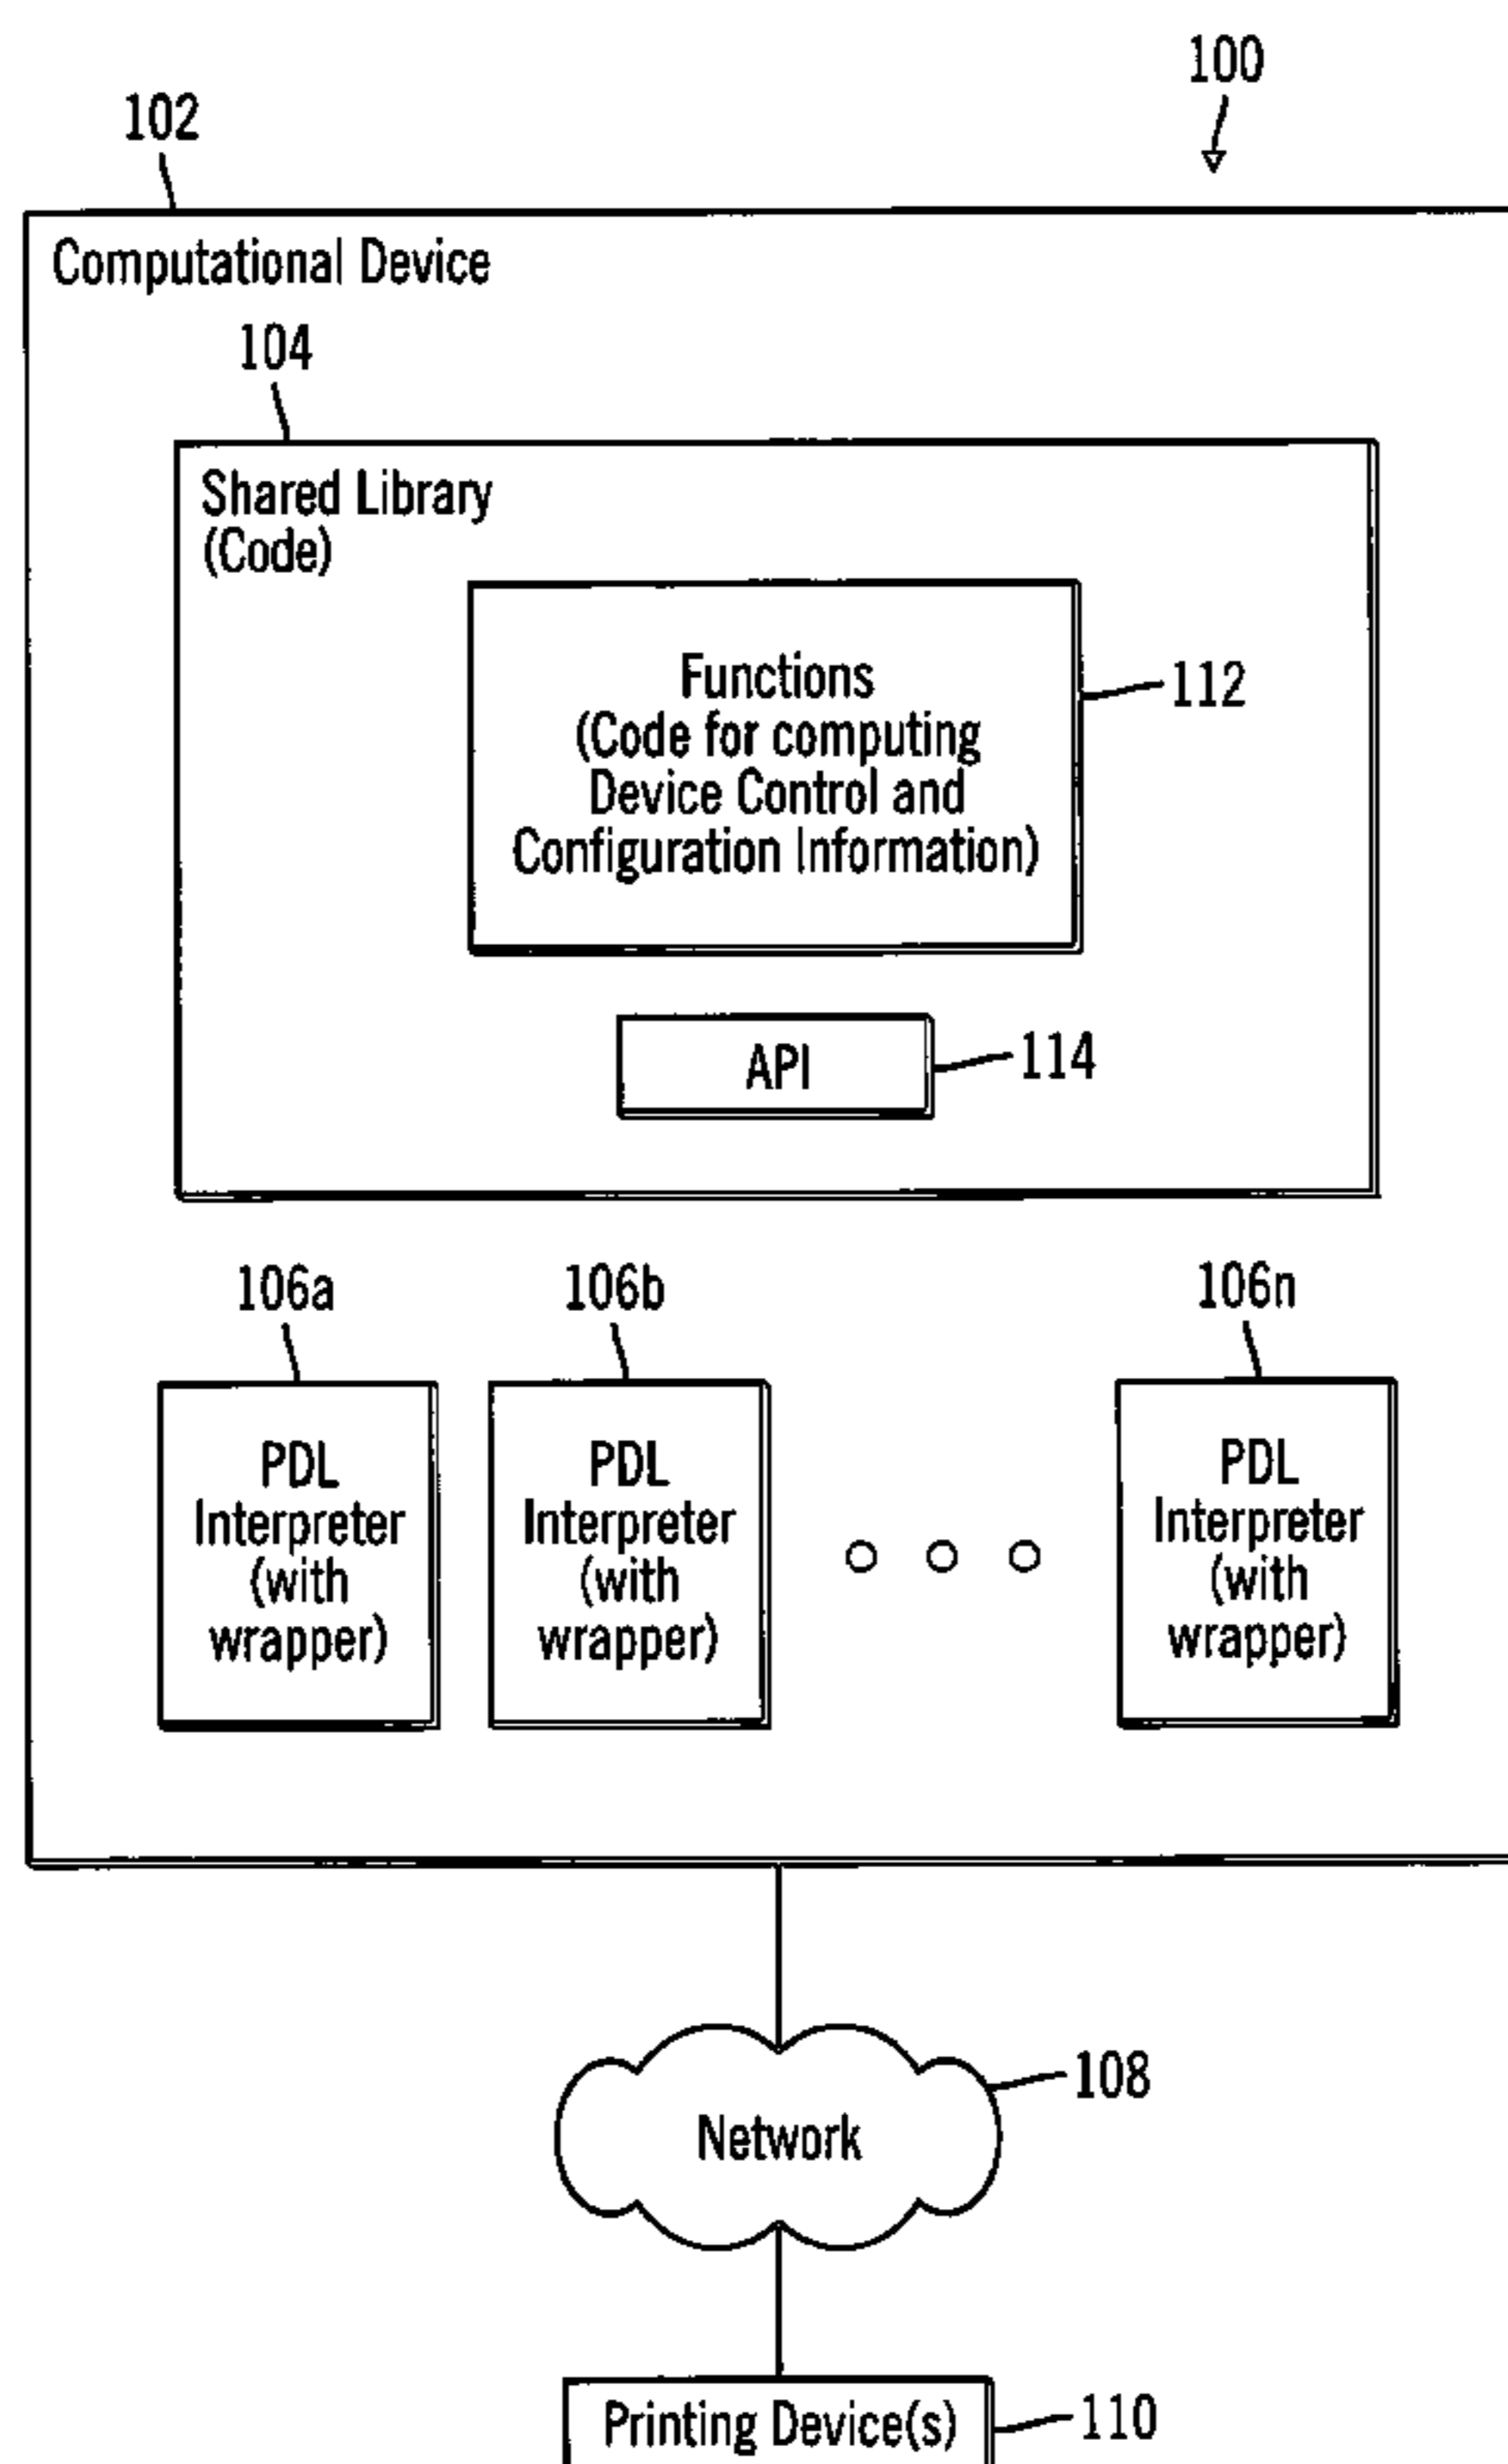 100
102
Computational Device
104
Shared Library
(Code)
Functions
(Code for computing
Device Control and
Configuration Information)
112
API
114
106a
106b
106n
PDL
Interpreter
(with
wrapper)
PDL
Interpreter
(with
wrapper)
PDL
Interpreter
(with
wrapper)
108
Network
Printing Device(s)
110